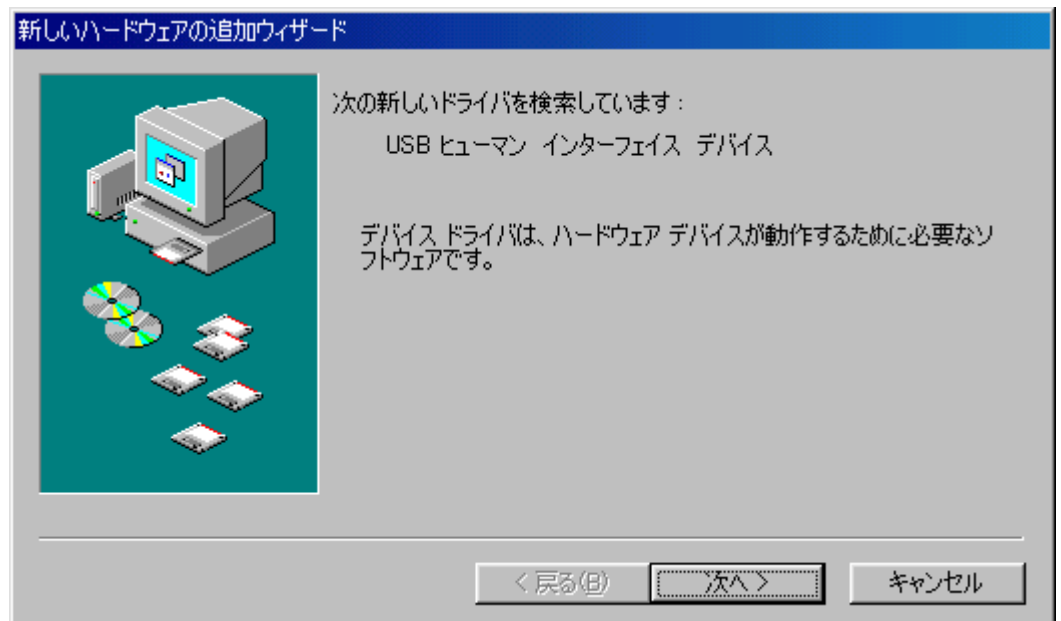 新しいハードウェアの追加ウィザード
次の新しいドライバを検索しています:
USB ヒューマン インターフェイス デバイス
デバイス ドライバは、ハードウェア デバイスが動作するために必要なソ
フトウェアです。
< 戻る(B)
次へ >
キャンセル